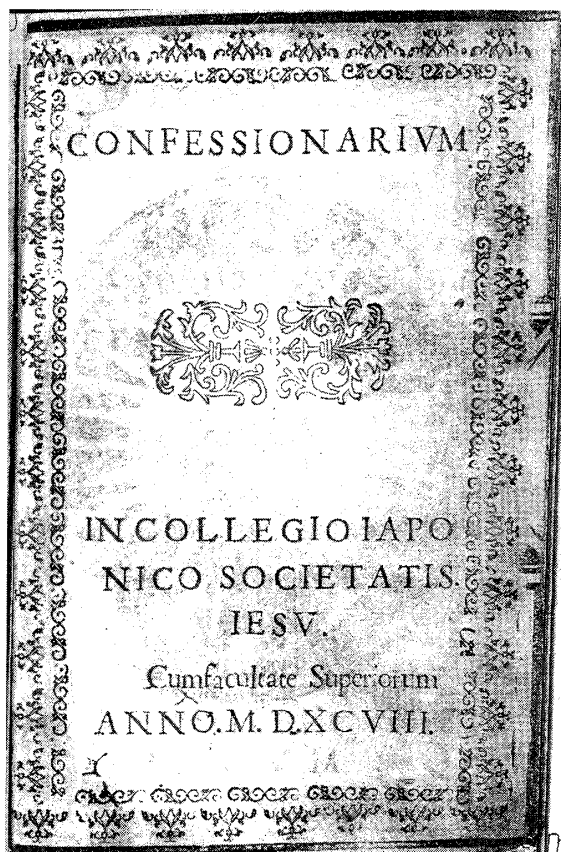 CONFESSIONARIVM
IN COLLEGIO IAPO
NICO SOCIETATIS.
IESV.
Cum facultate Superiorum
ANNO.M. D.XCVIII.